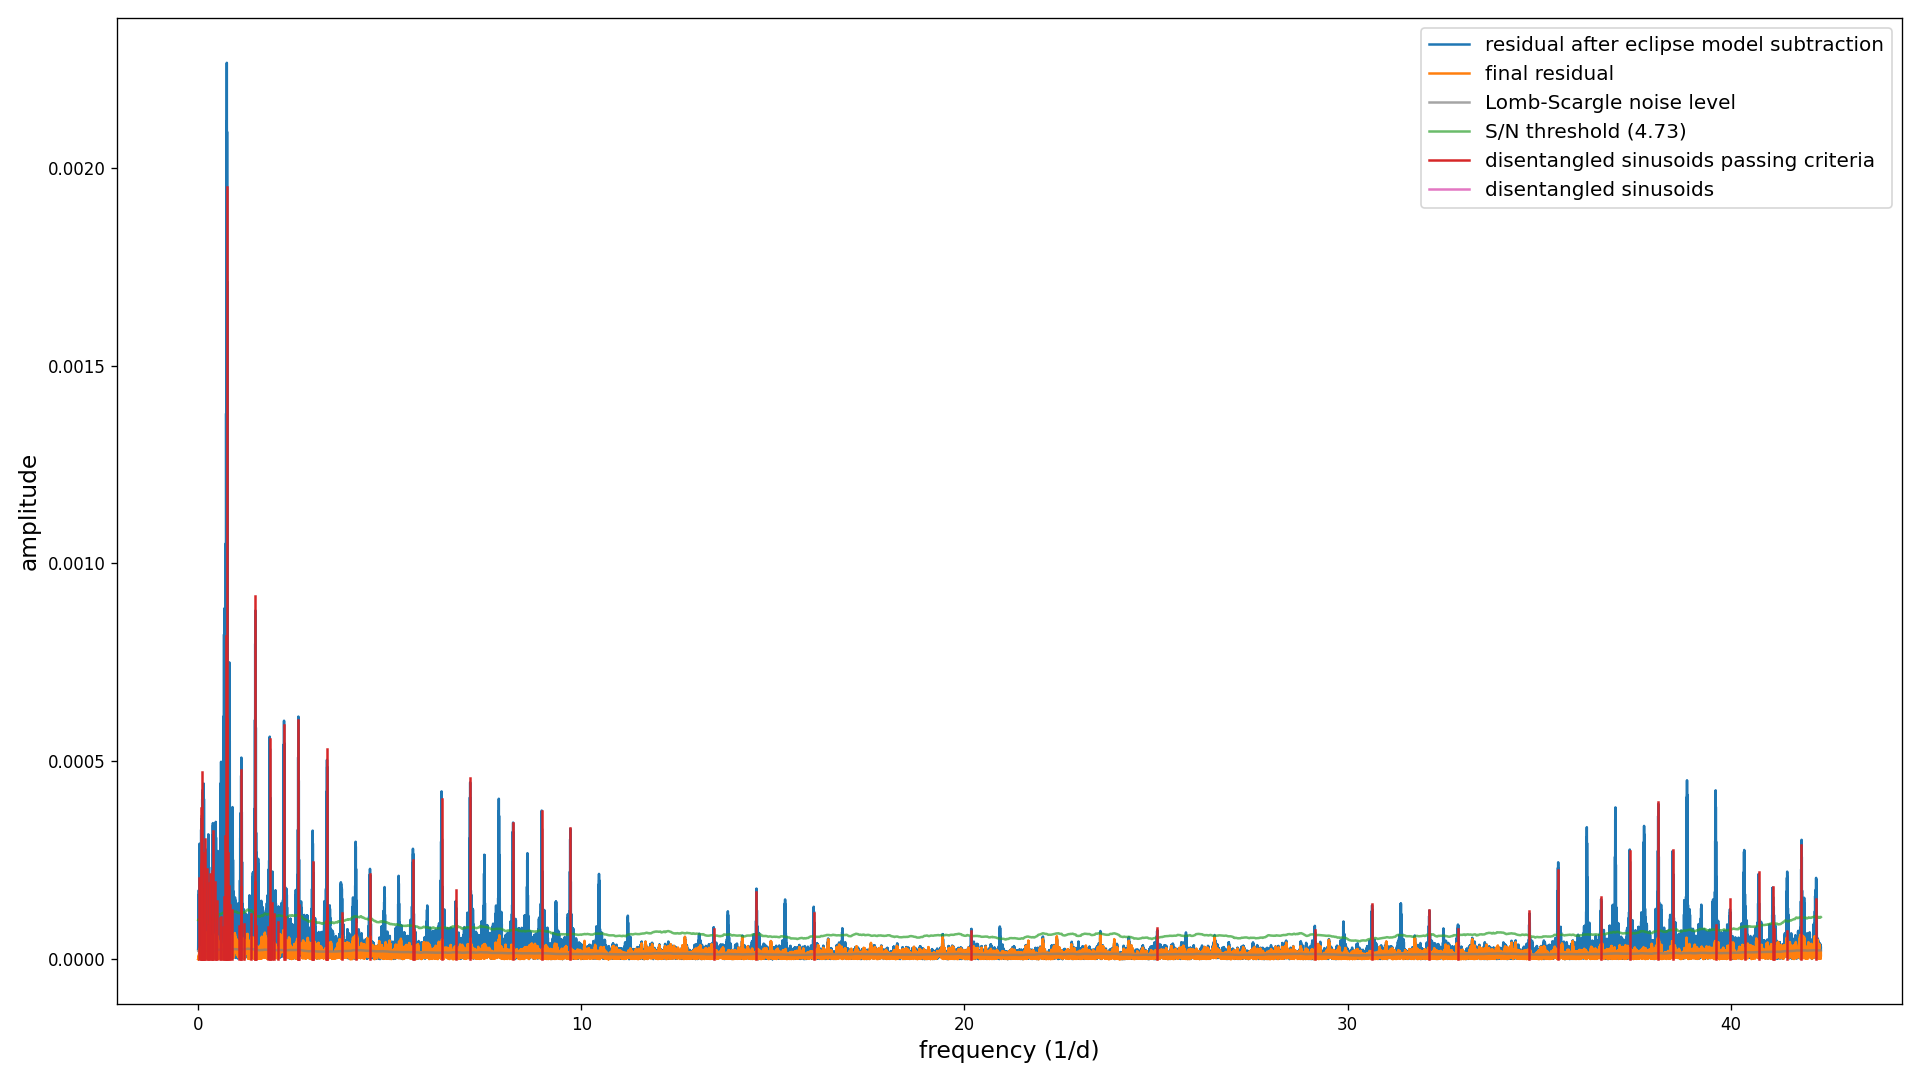 residual after eclipse model subtraction
final residual
Lomb-Scargle noise level
S/N threshold (4.73)
disentangled sinusoids passing criteria
disentangled sinusoids
amplitude
0.0020
0.0015
0.0010
0.0005
0.0000
0 10 20 30 40
frequency (1/d)